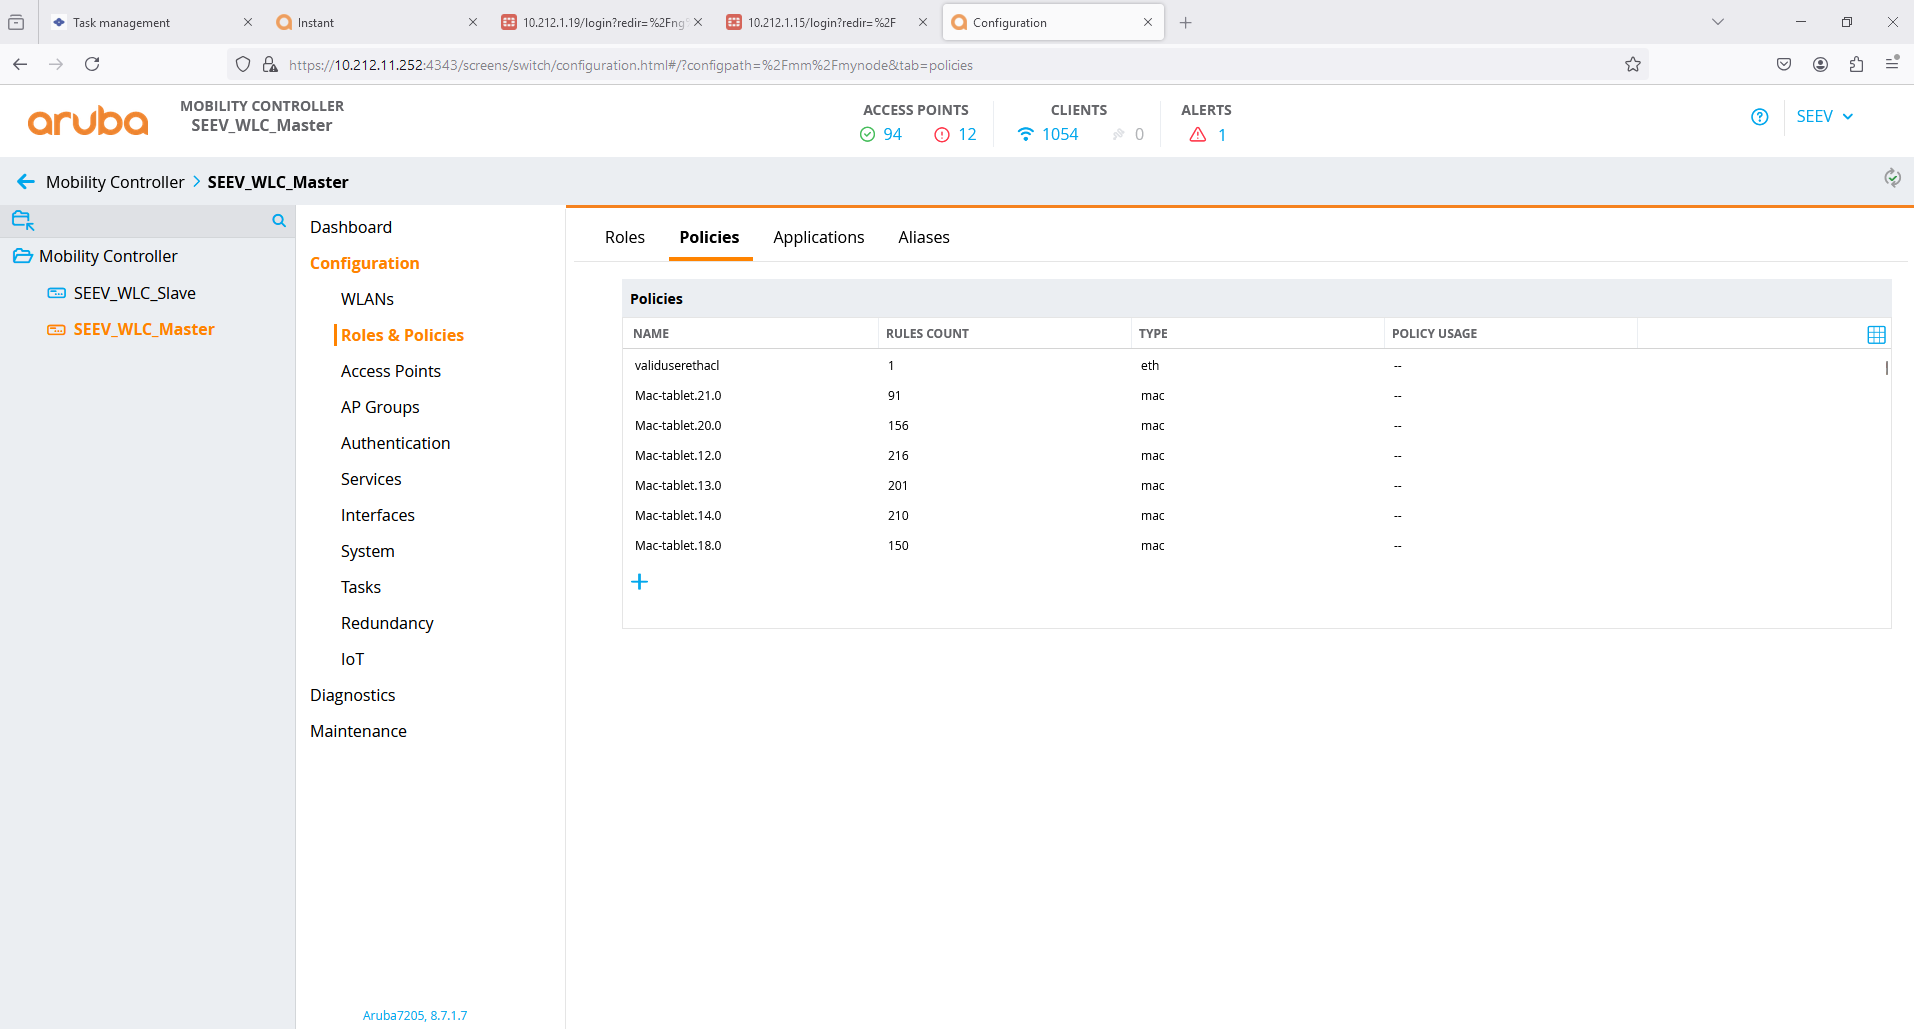 Task management
Instant
10.212.1.19/login?redir=%2Fng
10.212.1.15/login?redir=%2F
Configuration
https://10.212.11.252:4343/screens/switch/configuration.html#/?configpath=%2Fmm%2Fmynode&tab=policies
aruba
MOBILITY CONTROLLER
SEEV_WLC_Master
ACCESS POINTS
94
12
CLIENTS
1054
0
ALERTS
1
SEEV
Mobility Controller > SEEV_WLC_Master
Mobility Controller
SEEV_WLC_Slave
SEEV_WLC_Master
Dashboard
Configuration
WLANs
Roles & Policies
Access Points
AP Groups
Authentication
Services
Interfaces
System
Tasks
Redundancy
IoT
Diagnostics
Maintenance
Aruba7205, 8.7.1.7
Roles Policies Applications Aliases
Policies
NAME RULES COUNT TYPE POLICY USAGE
validuserethacl 1 eth --
Mac-tablet.21.0 91 mac --
Mac-tablet.20.0 156 mac --
Mac-tablet.12.0 216 mac --
Mac-tablet.13.0 201 mac --
Mac-tablet.14.0 210 mac --
Mac-tablet.18.0 150 mac --
+